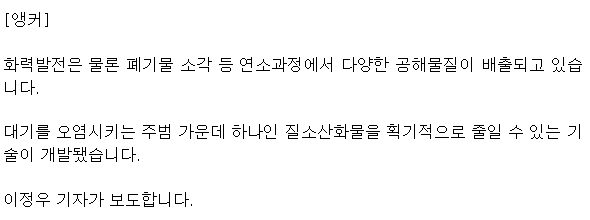 [앵커]
화력발전은 물론 폐기물 소각 등 연소과정에서 다양한 공해물질이 배출되고 있습
니다.
대기를 오염시키는 주범 가운데 하나인 질소산화물을 획기적으로 줄일 수 있는 기
술이 개발됐습니다.
이정우 기자가 보도합니다.